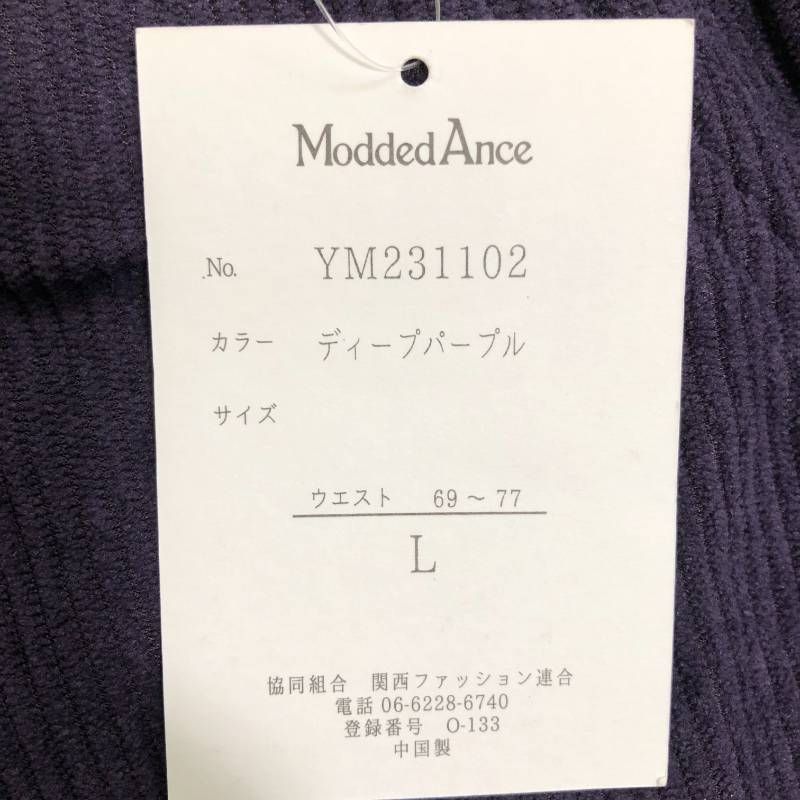 Modded Ance
No. YM231102
カラー ディープパープル
サイズ
ウエスト 69～77
L
協同組合 関西ファッション連合
電話 06-6228-6740
登録番号 O-133
中国製